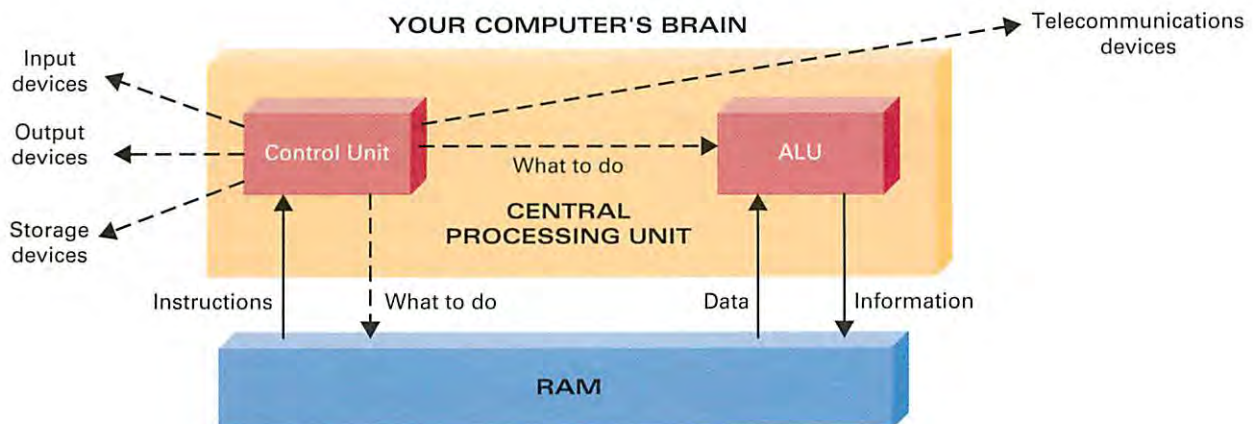 YOUR COMPUTER'S BRAIN
Telecommunications
devices
Input
devices
Output
devices
Storage
devices
Control Unit
What to do
ALU
CENTRAL
PROCESSING UNIT
Instructions
What to do
Data
Information
RAM